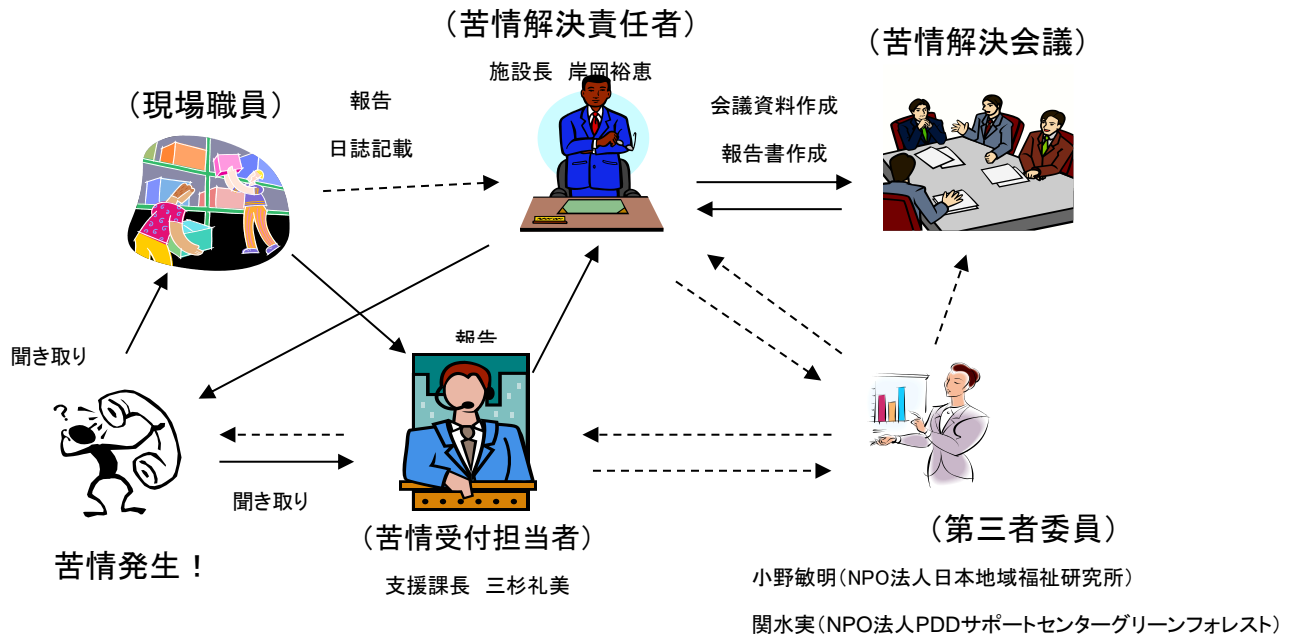 （苦情解決責任者）
施設長　岸岡裕恵
（苦情解決会議）
（現場職員）
報告
日誌記載
会議資料作成
報告書作成
聞き取り
報告
?
聞き取り
苦情発生！
（苦情受付担当者）
支援課長　三杉礼美
（第三者委員）
小野敏明（NPO法人日本地域福祉研究所）
関水実（NPO法人PDDサポートセンターグリーンフォレスト）